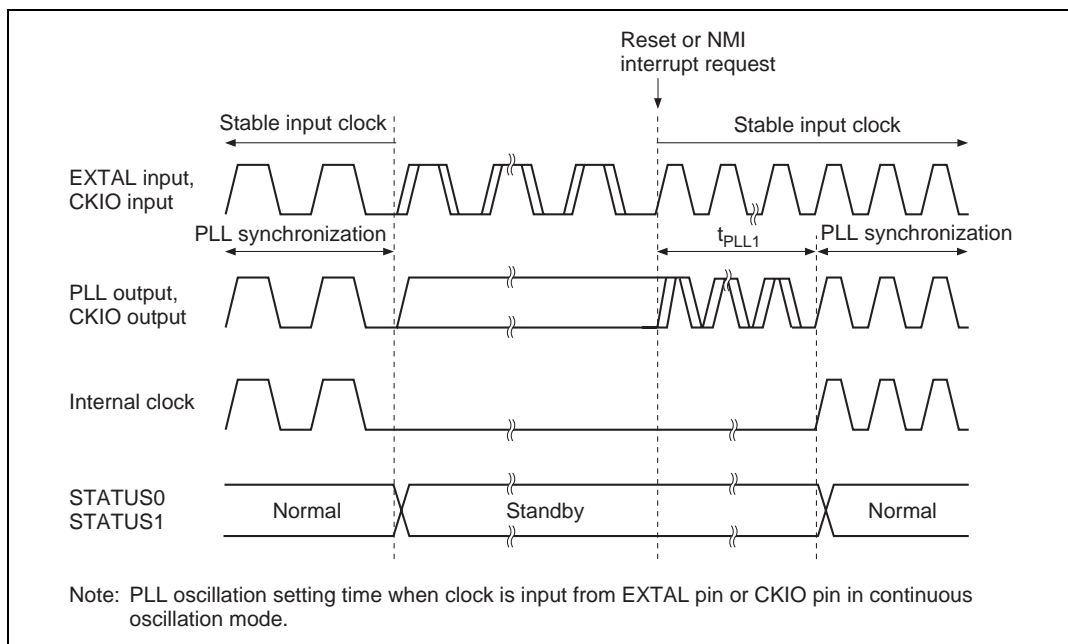 Reset or NMI
interrupt request
Stable input clock
Stable input clock
EXTAL input,
CKIO input
PLL synchronization
tPLL1
PLL synchronization
PLL output,
CKIO output
Internal clock
STATUS0
STATUS1
Normal
Standby
Normal
Note: PLL oscillation setting time when clock is input from EXTAL pin or CKIO pin in continuous
oscillation mode.